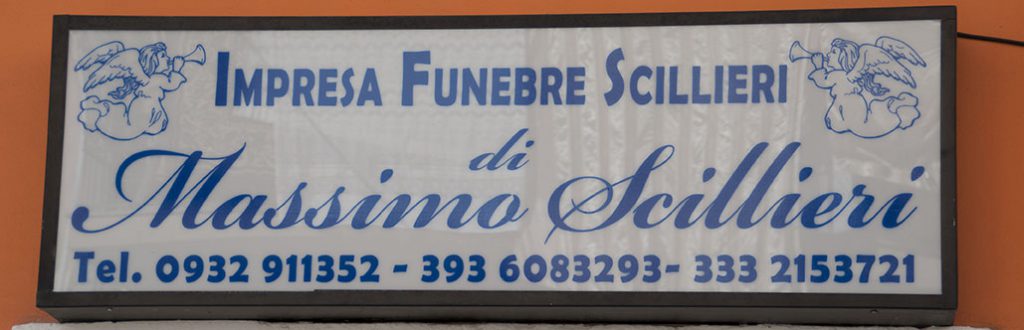 IMPRESA FUNEBRE SCILLIERI
di
Massimo Scillieri
Tel. 0932 911352 - 393 6083293- 333 2153721